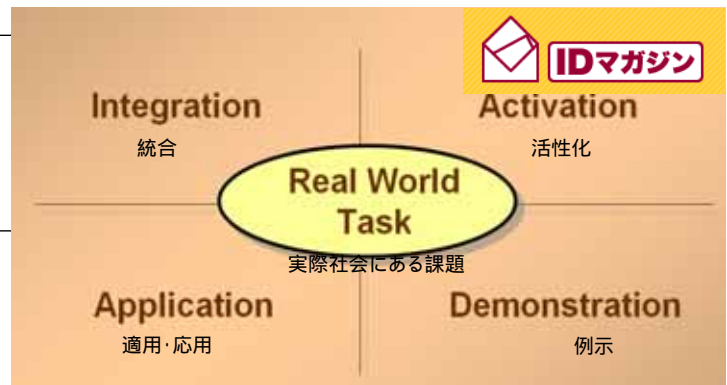 IDマガジン
Integration
統合
Activation
活性化
Real World
Task
実際社会にある課題
Application
適用・応用
Demonstration
例示